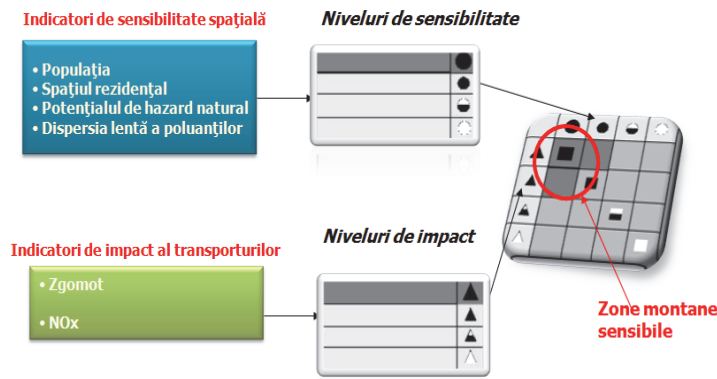 Indicatori de sensibilitate spaţială
Niveluri de sensibilitate
• Populaţia
• Spaţiul rezidenţal
• Potenţialul de hazard natural
• Dispersia lentă a poluanţilor
Indicatori de impact al transporturilor
Niveluri de impact
• Zgomot
• NOx
Zone montane
sensibile